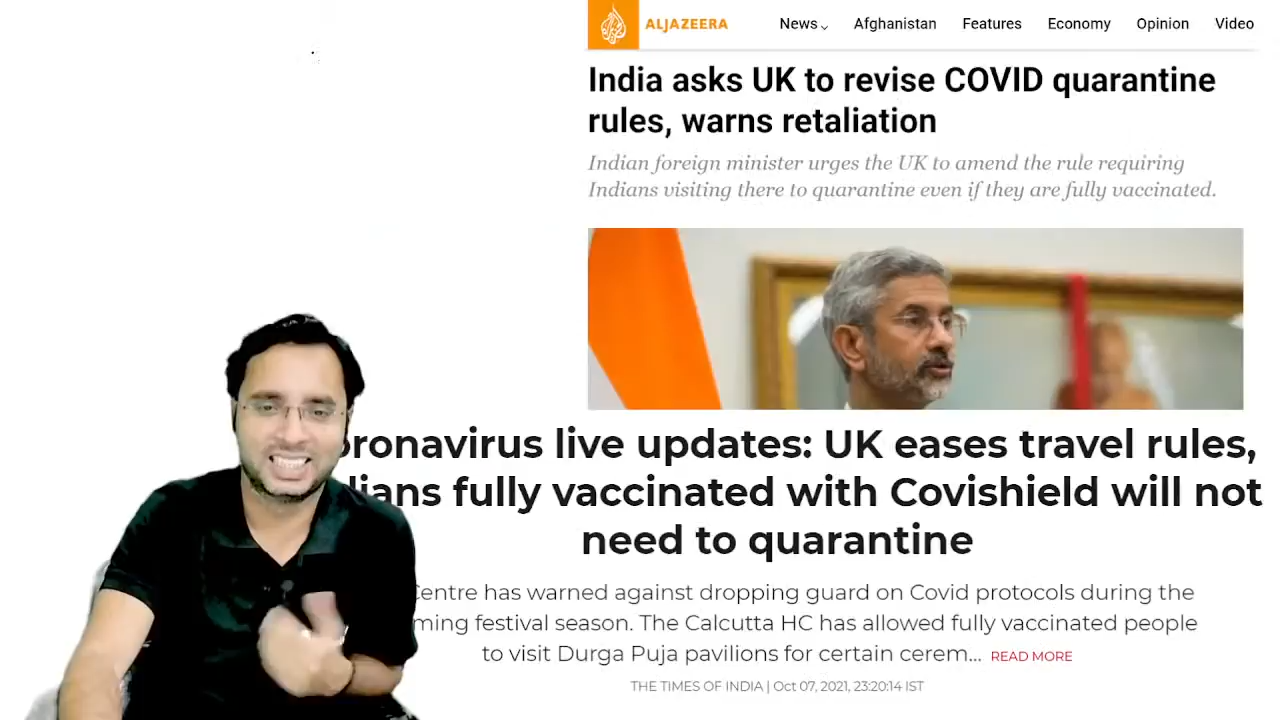 ALJAZEERA News Afghanistan Features Economy Opinion Video
India asks UK to revise COVID quarantine
rules, warns retaliation
Indian foreign minister urges the UK to amend the rule requiring
Indians visiting there to quarantine even if they are fully vaccinated.
oronavirus live updates: UK eases travel rules,
dians fully vaccinated with Covishield will not
need to quarantine
Centre has warned against dropping guard on Covid protocols during the
ming festival season. The Calcutta HC has allowed fully vaccinated people
to visit Durga Puja pavilions for certain cerem... READ MORE
THE TIMES OF INDIA | Oct 07, 2021, 23:20:14 IST